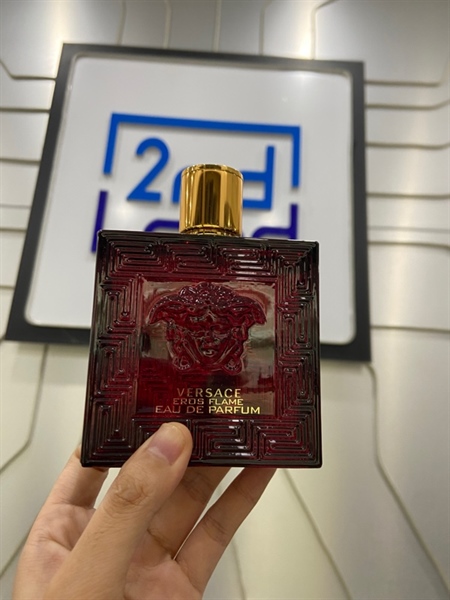 2nd
VERSACE
EROS FLAME
EAU DE PARFUM